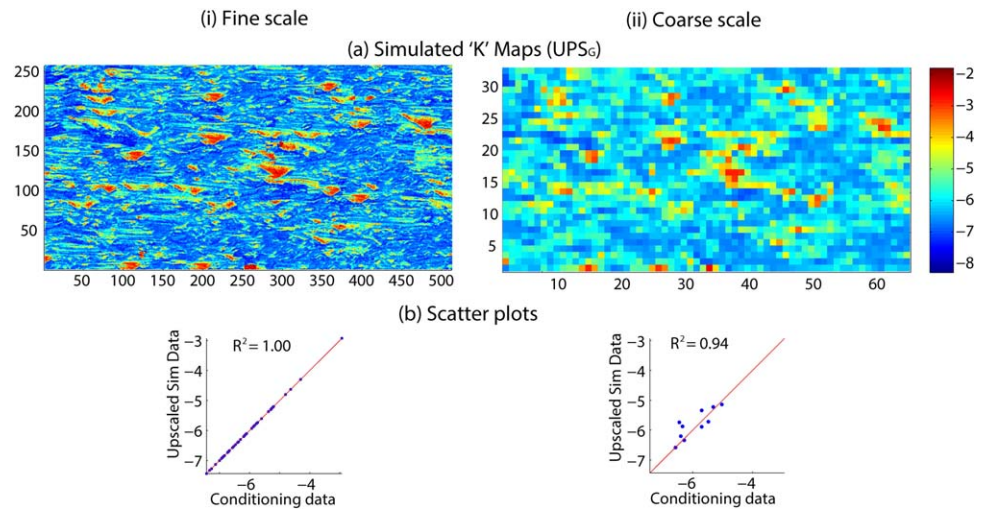 (i) Fine scale
(ii) Coarse scale
(a) Simulated ‘K’ Maps (UPSG)
250
200
150
100
50
50 100 150 200 250 300 350 400 450 500
30
25
20
15
10
5
10 20 30 40 50 60
−2
−3
−4
−5
−6
−7
−8
(b) Scatter plots
Upscaled Sim Data
−3
−4
−5
−6
−7
R² = 1.00
−6 −4
Conditioning data
Upscaled Sim Data
−3
−4
−5
−6
−7
R² = 0.94
−6 −4
Conditioning data